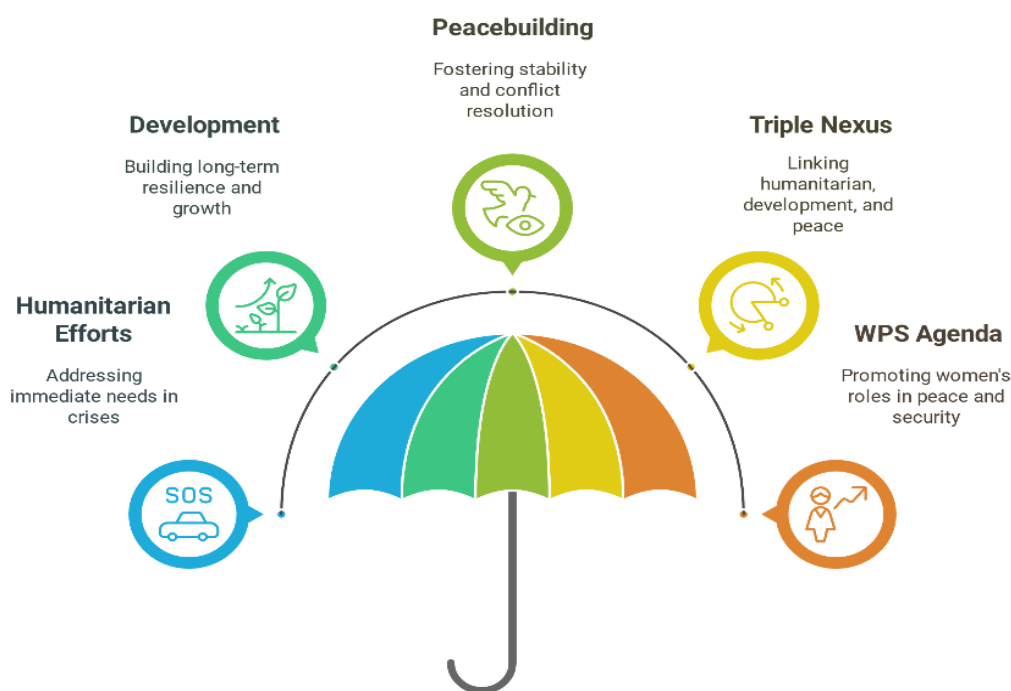 Peacebuilding
Fostering stability
and conflict
resolution
Development
Building long-term
resilience and
growth
Triple Nexus
Linking
humanitarian,
development, and
peace
Humanitarian
Efforts
Addressing
immediate needs in
crises
WPS Agenda
Promoting women's
roles in peace and
security
SOS